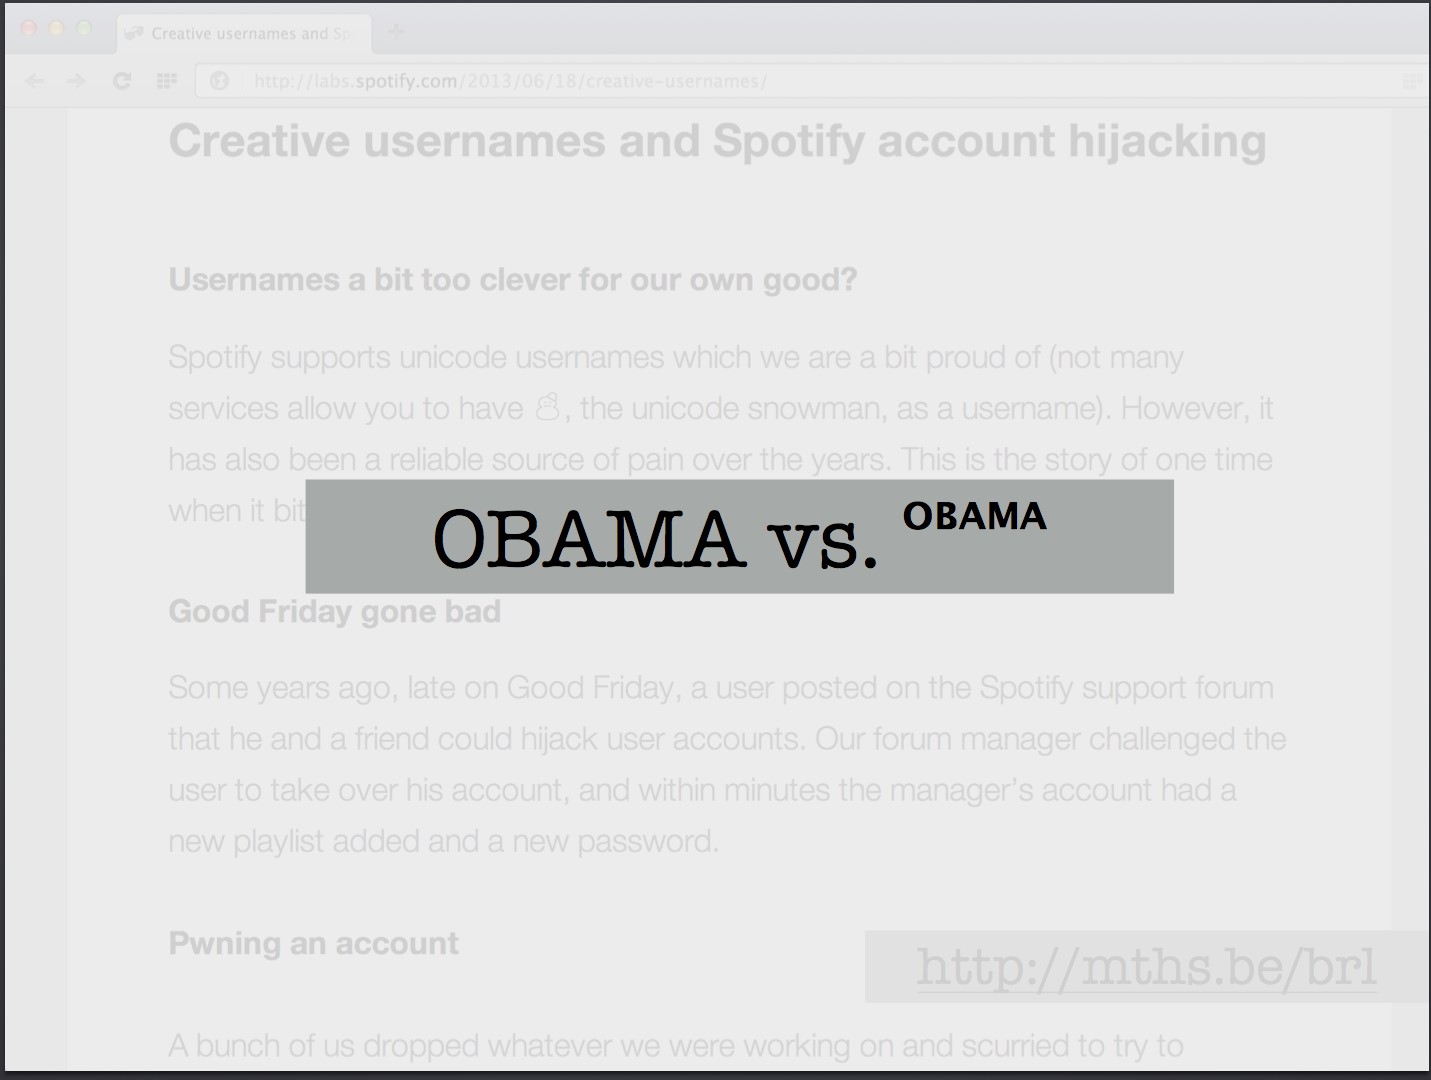 Creative usernames and Sp
http://labs.spotify.com/2013/06/18/creative-usernames/
Creative usernames and Spotify account hijacking
Usernames a bit too clever for our own good?
Spotify supports unicode usernames which we are a bit proud of (not many
services allow you to have ☃, the unicode snowman, as a username). However, it
has also been a reliable source of pain over the years. This is the story of one time
when it bit
OBAMA vs. ᴼᴮᴬᴹᴬ
Good Friday gone bad
Some years ago, late on Good Friday, a user posted on the Spotify support forum
that he and a friend could hijack user accounts. Our forum manager challenged the
user to take over his account, and within minutes the manager’s account had a
new playlist added and a new password.
Pwning an account
http://mths.be/brl
A bunch of us dropped whatever we were working on and scurried to try to